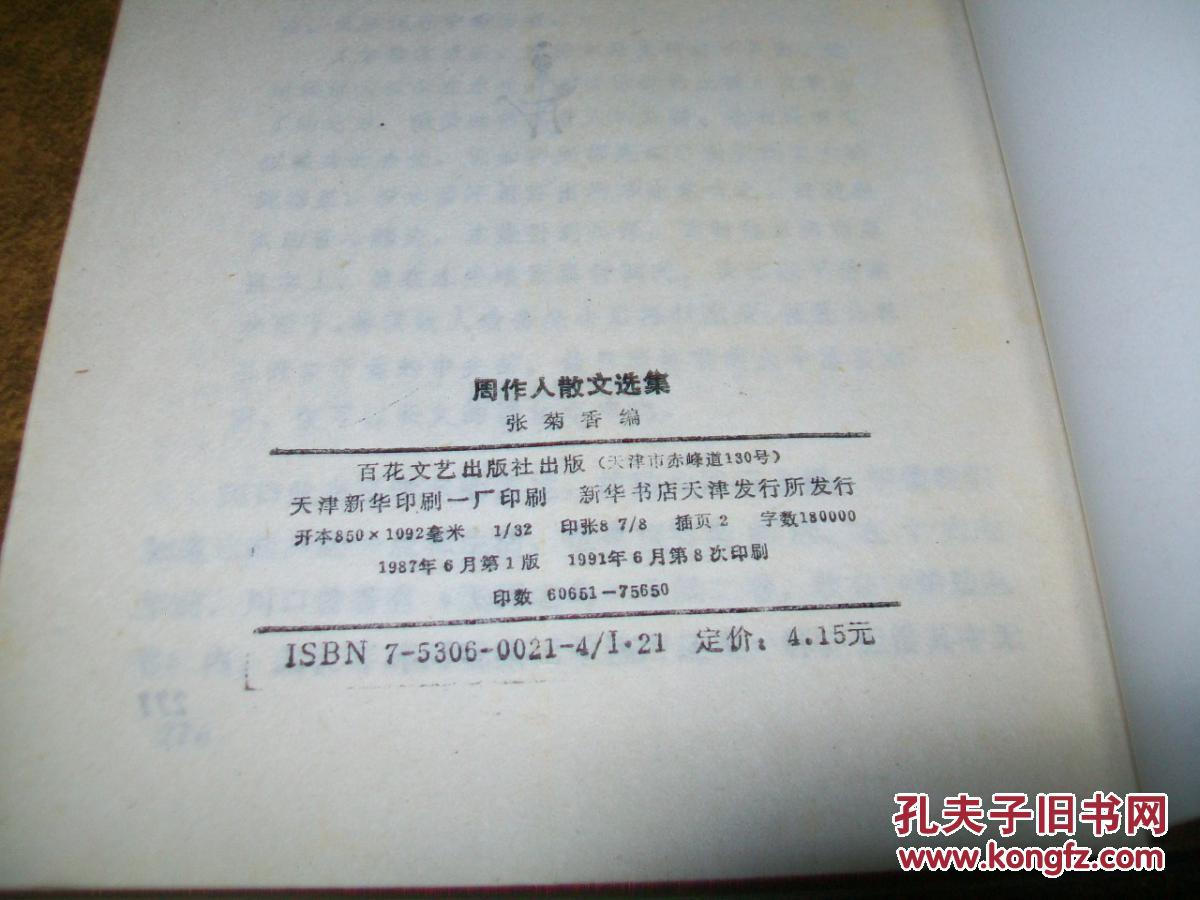 周作人散文选集
张菊香编
百花文艺出版社出版（天津市赤峰道130号）
天津新华印刷一厂印刷　新华书店天津发行所发行
开本850×1092毫米　1/32　印张8 7/8　插页2　字数180000
1987年6月第1版　1991年6月第8次印刷
印数 60651-75650
ISBN 7-5306-0021-4/I·21　定价：4.15元
孔夫子旧书网
www.kongfz.com